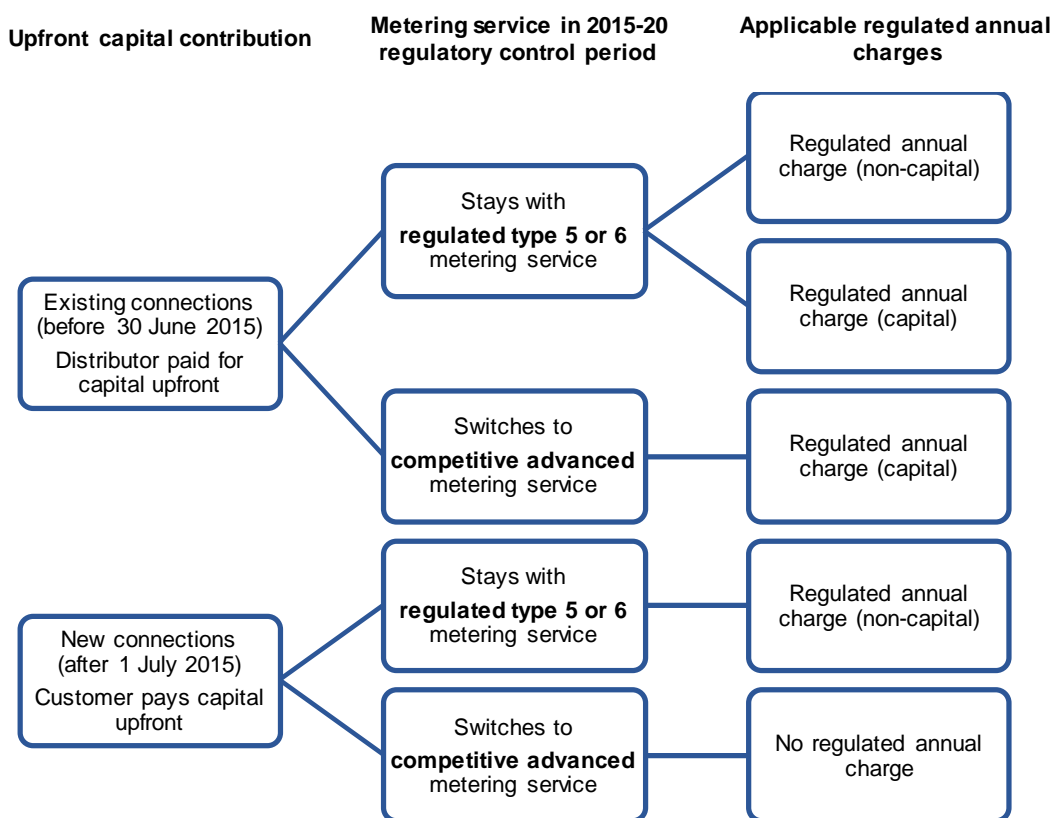 Upfront capital contribution
Metering service in 2015-20
regulatory control period
Applicable regulated annual
charges
Existing connections
(before 30 June 2015)
Distributor paid for
capital upfront
Stays with
regulated type 5 or 6
metering service
Regulated annual
charge (non-capital)
Regulated annual
charge (capital)
Switches to
competitive advanced
metering service
Regulated annual
charge (capital)
New connections
(after 1 July 2015)
Customer pays capital
upfront
Stays with
regulated type 5 or 6
metering service
Regulated annual
charge (non-capital)
Switches to
competitive advanced
metering service
No regulated annual
charge